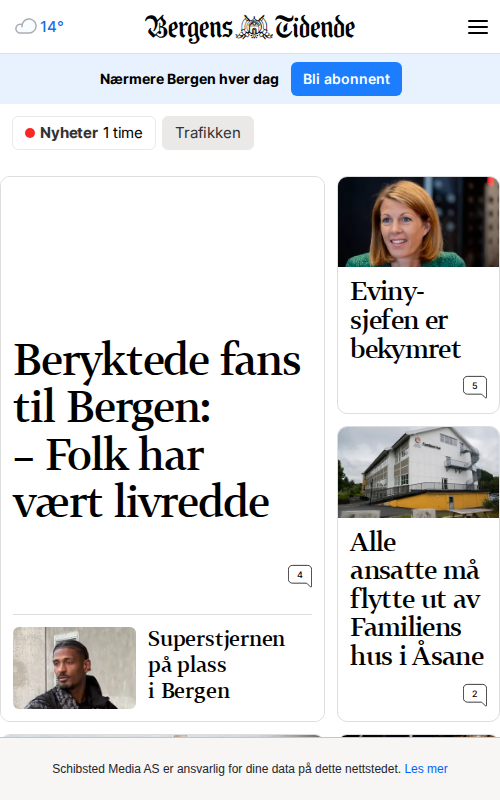 14°
Bergens Tidende
Nærmere Bergen hver dag
Bli abonnent
Nyheter 1 time
Trafikken
Beryktede fans
til Bergen:
– Folk har
vært livredde
4
Superstjernen
på plass
i Bergen
Eviny-
sjefen er
bekymret
5
Alle
ansatte må
flytte ut av
Familiens
hus i Åsane
2
Schibsted Media AS er ansvarlig for dine data på dette nettstedet. Les mer